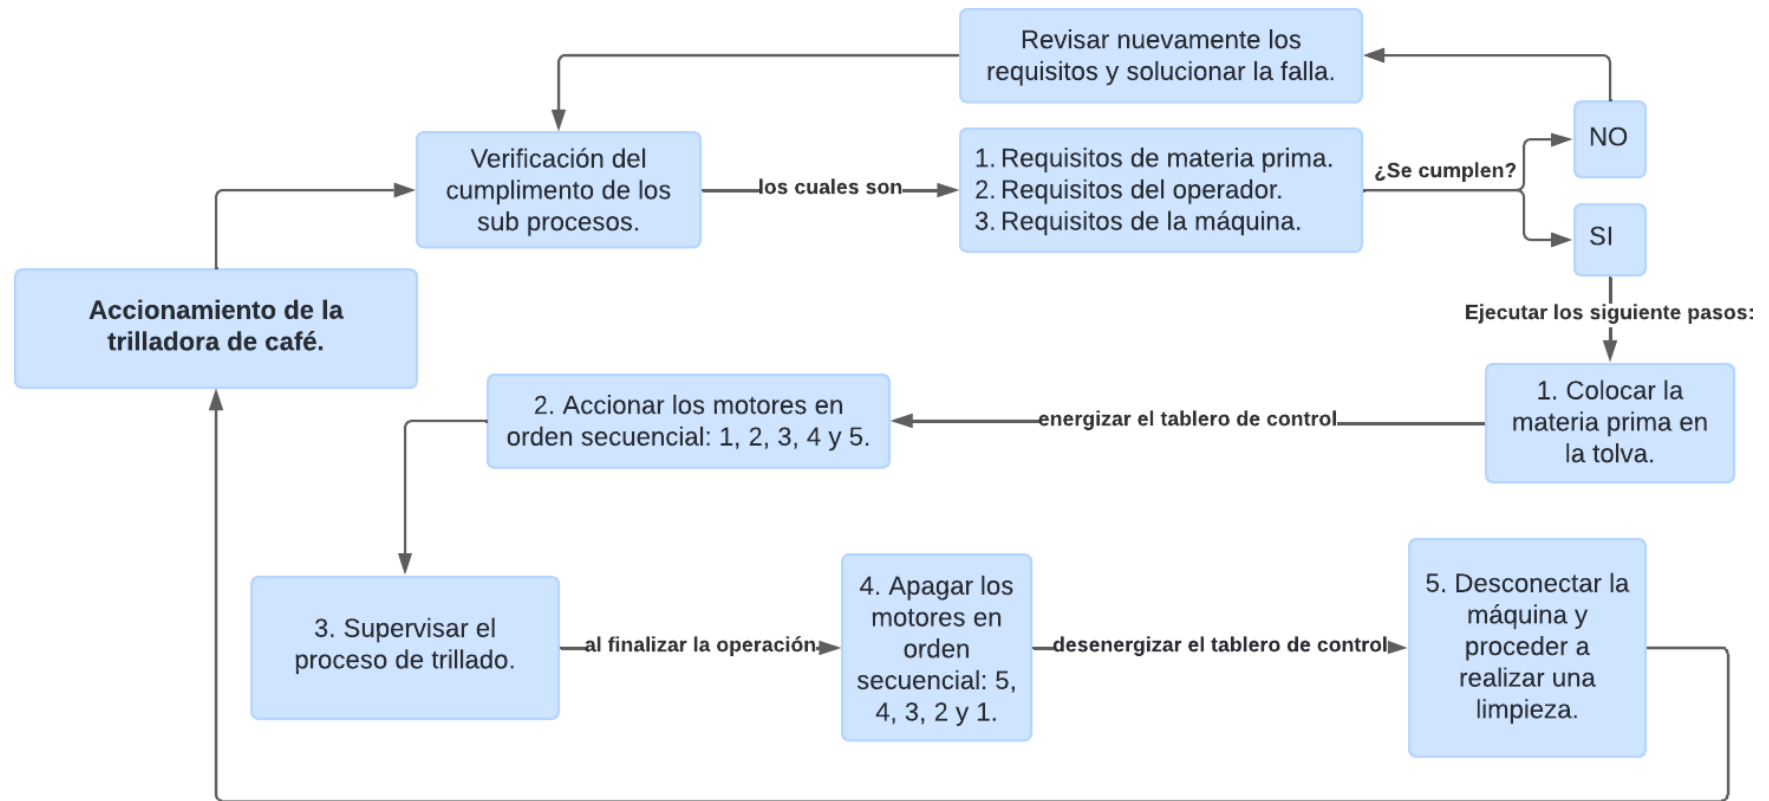 Revisar nuevamente los
requisitos y solucionar la falla.
NO
Verificación del
cumplimento de los
sub procesos.
los cuales son
1. Requisitos de materia prima.
2. Requisitos del operador.
3. Requisitos de la máquina.
¿Se cumplen?
SI
Accionamiento de la
trilladora de café.
Ejecutar los siguiente pasos:
1. Colocar la
materia prima en
la tolva.
energizar el tablero de control
2. Accionar los motores en
orden secuencial: 1, 2, 3, 4 y 5.
3. Supervisar el
proceso de trillado.
al finalizar la operación
4. Apagar los
motores en
orden
secuencial: 5,
4, 3, 2 y 1.
desenergizar el tablero de control
5. Desconectar la
máquina y
proceder a
realizar una
limpieza.